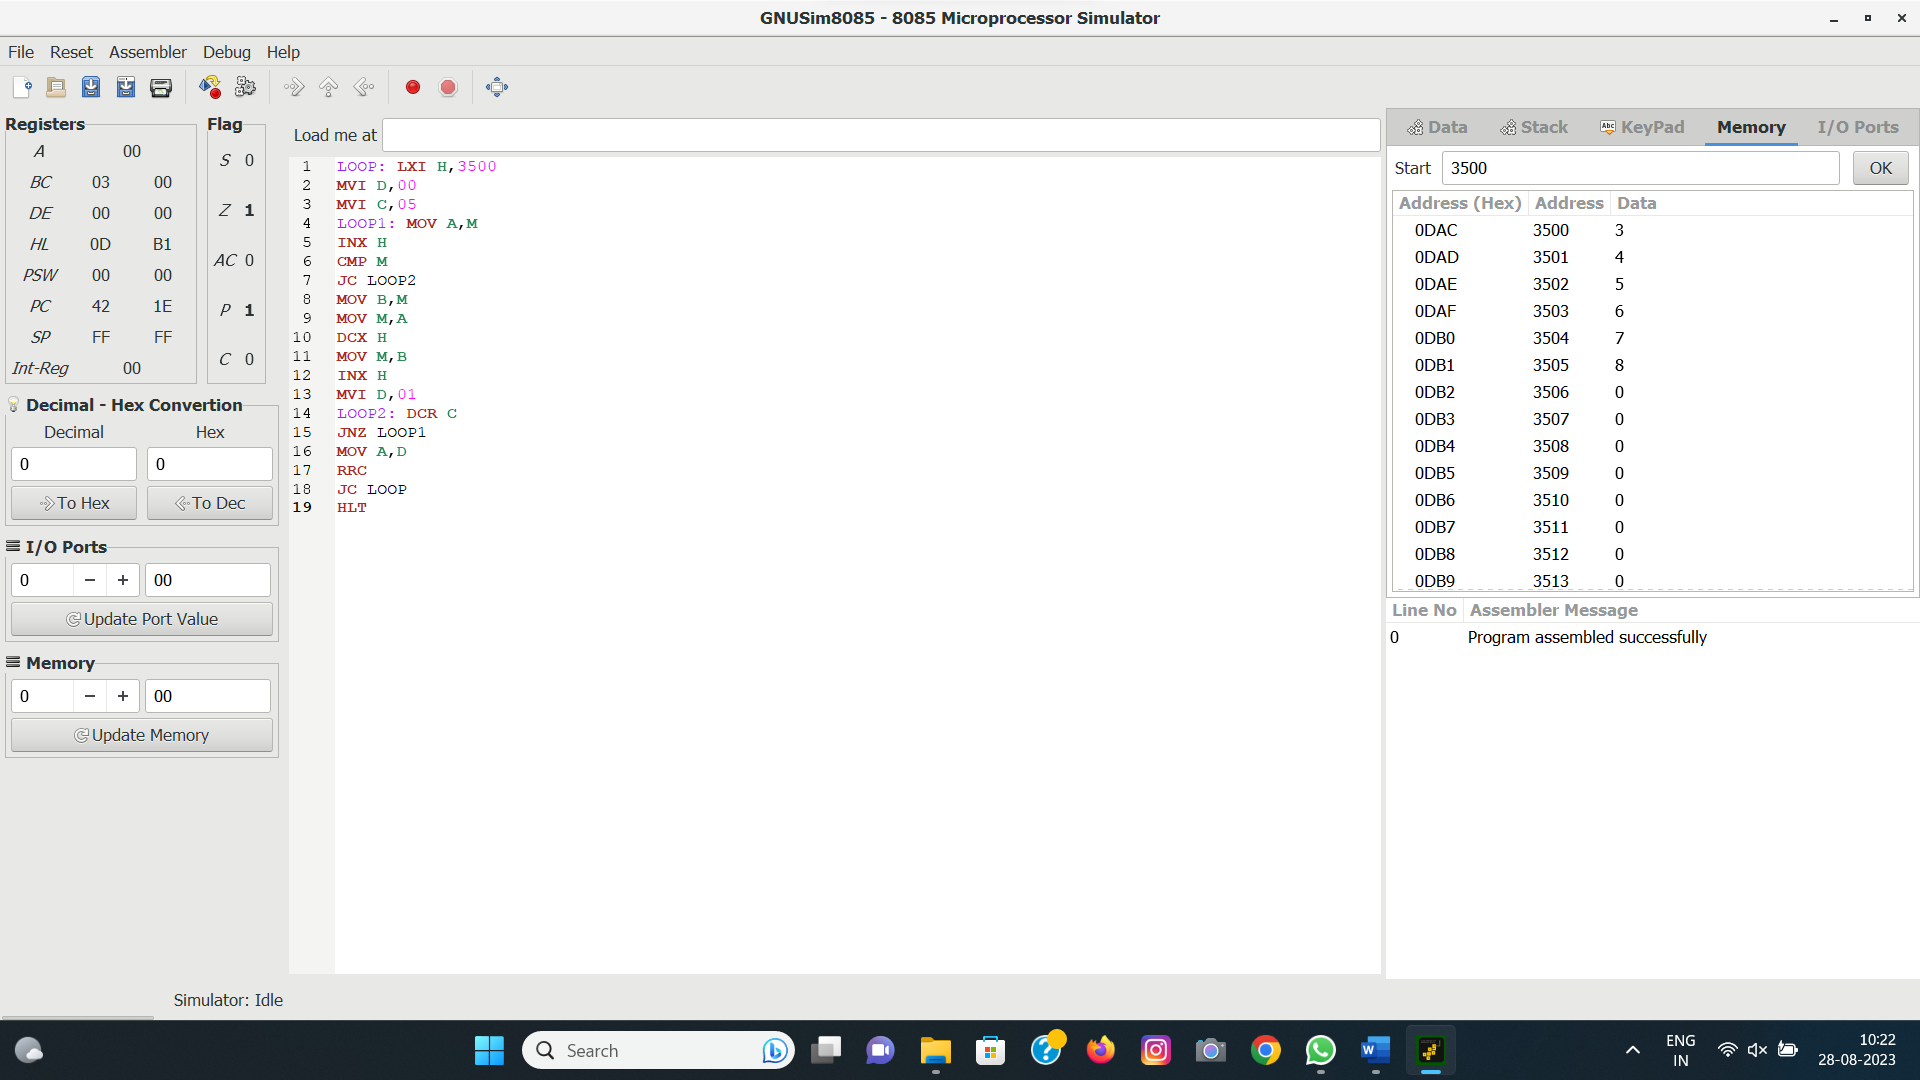 GNUSim8085 - 8085 Microprocessor Simulator
File Reset Assembler Debug Help
Registers
A 00
BC 03 00
DE 00 00
HL 0D B1
PSW 00 00
PC 42 1E
SP FF FF
Int-Reg 00
Flag
S 0
Z 1
AC 0
P 1
C 0
Decimal - Hex Convertion
Decimal Hex
0 0
To Hex To Dec
I/O Ports
0 − + 00
Update Port Value
Memory
0 − + 00
Update Memory
Load me at
1 LOOP: LXI H,3500
2 MVI D,00
3 MVI C,05
4 LOOP1: MOV A,M
5 INX H
6 CMP M
7 JC LOOP2
8 MOV B,M
9 MOV M,A
10 DCX H
11 MOV M,B
12 INX H
13 MVI D,01
14 LOOP2: DCR C
15 JNZ LOOP1
16 MOV A,D
17 RRC
18 JC LOOP
19 HLT
Data Stack Abc KeyPad Memory I/O Ports
Start 3500 OK
Address (Hex) Address Data
0DAC 3500 3
0DAD 3501 4
0DAE 3502 5
0DAF 3503 6
0DB0 3504 7
0DB1 3505 8
0DB2 3506 0
0DB3 3507 0
0DB4 3508 0
0DB5 3509 0
0DB6 3510 0
0DB7 3511 0
0DB8 3512 0
0DB9 3513 0
Line No Assembler Message
0 Program assembled successfully
Simulator: Idle
Search
ENG
IN
10:22
28-08-2023